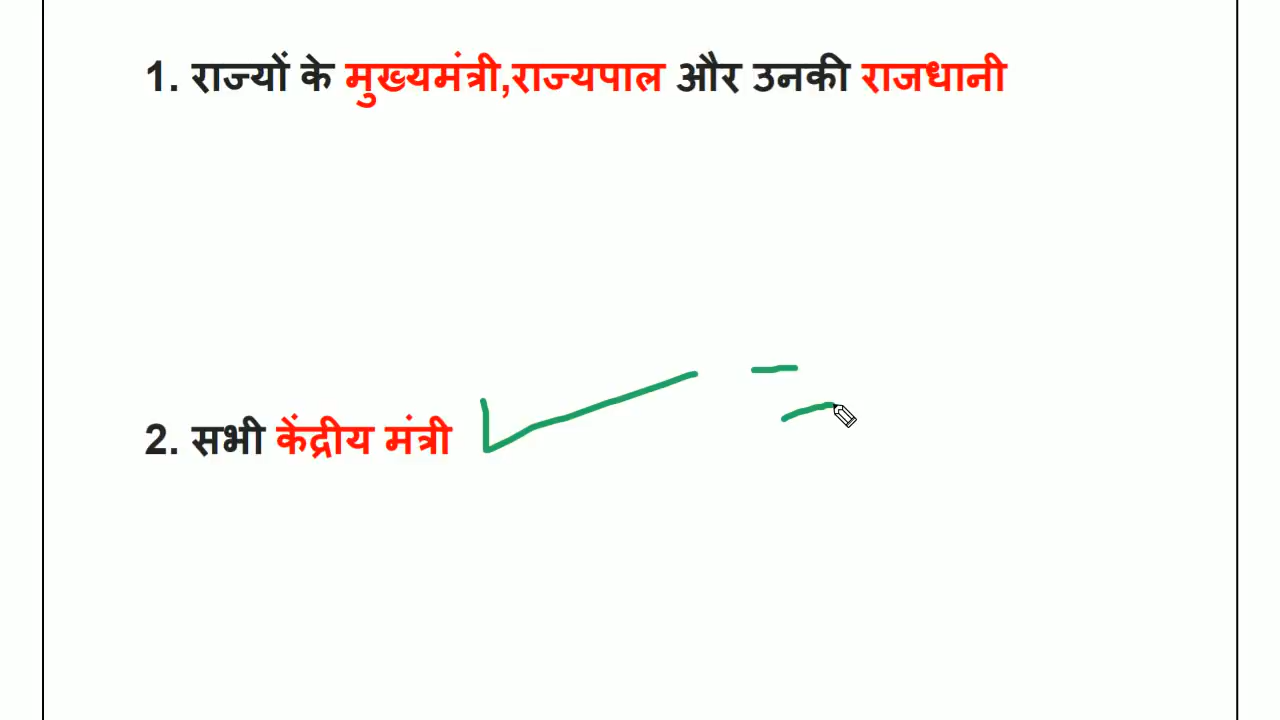 1. राज्यों के मुख्यमंत्री,राज्यपाल और उनकी राजधानी
2. सभी केंद्रीय मंत्री